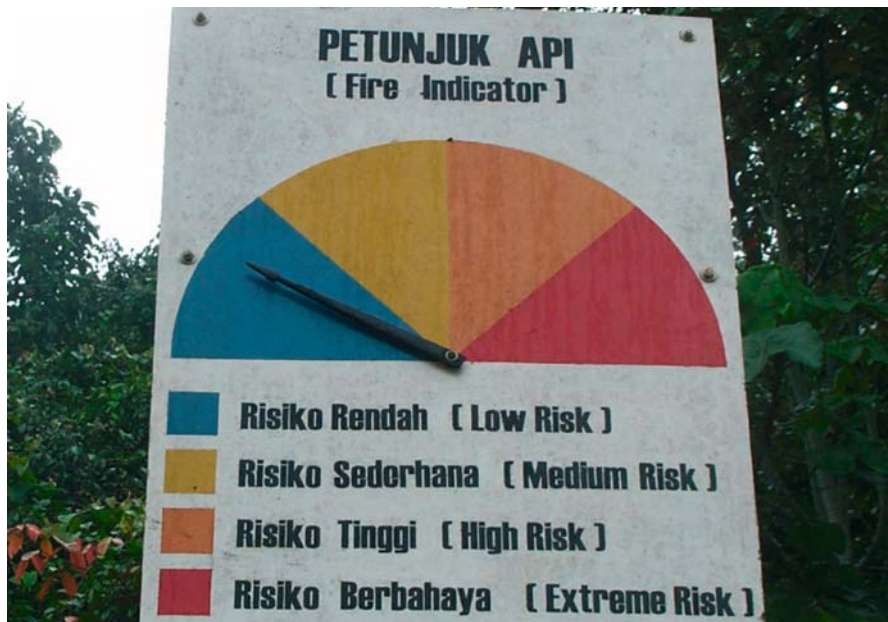 PETUNJUK API
( Fire Indicator )
Risiko Rendah ( Low Risk )
Risiko Sederhana ( Medium Risk )
Risiko Tinggi ( High Risk )
Risiko Berbahaya ( Extreme Risk )